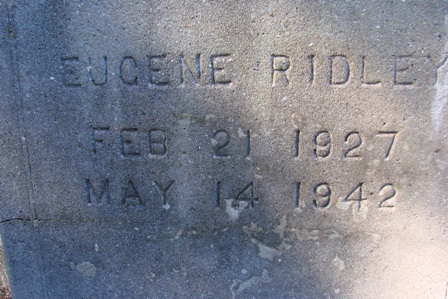 EUGENE RIDLEY
FEB 21 1927
MAY 14 1942